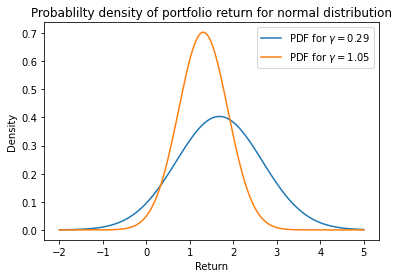 Probablilty density of portfolio return for normal distribution
PDF for γ = 0.29
PDF for γ = 1.05
Density
0.7
0.6
0.5
0.4
0.3
0.2
0.1
0.0
−2 −1 0 1 2 3 4 5
Return